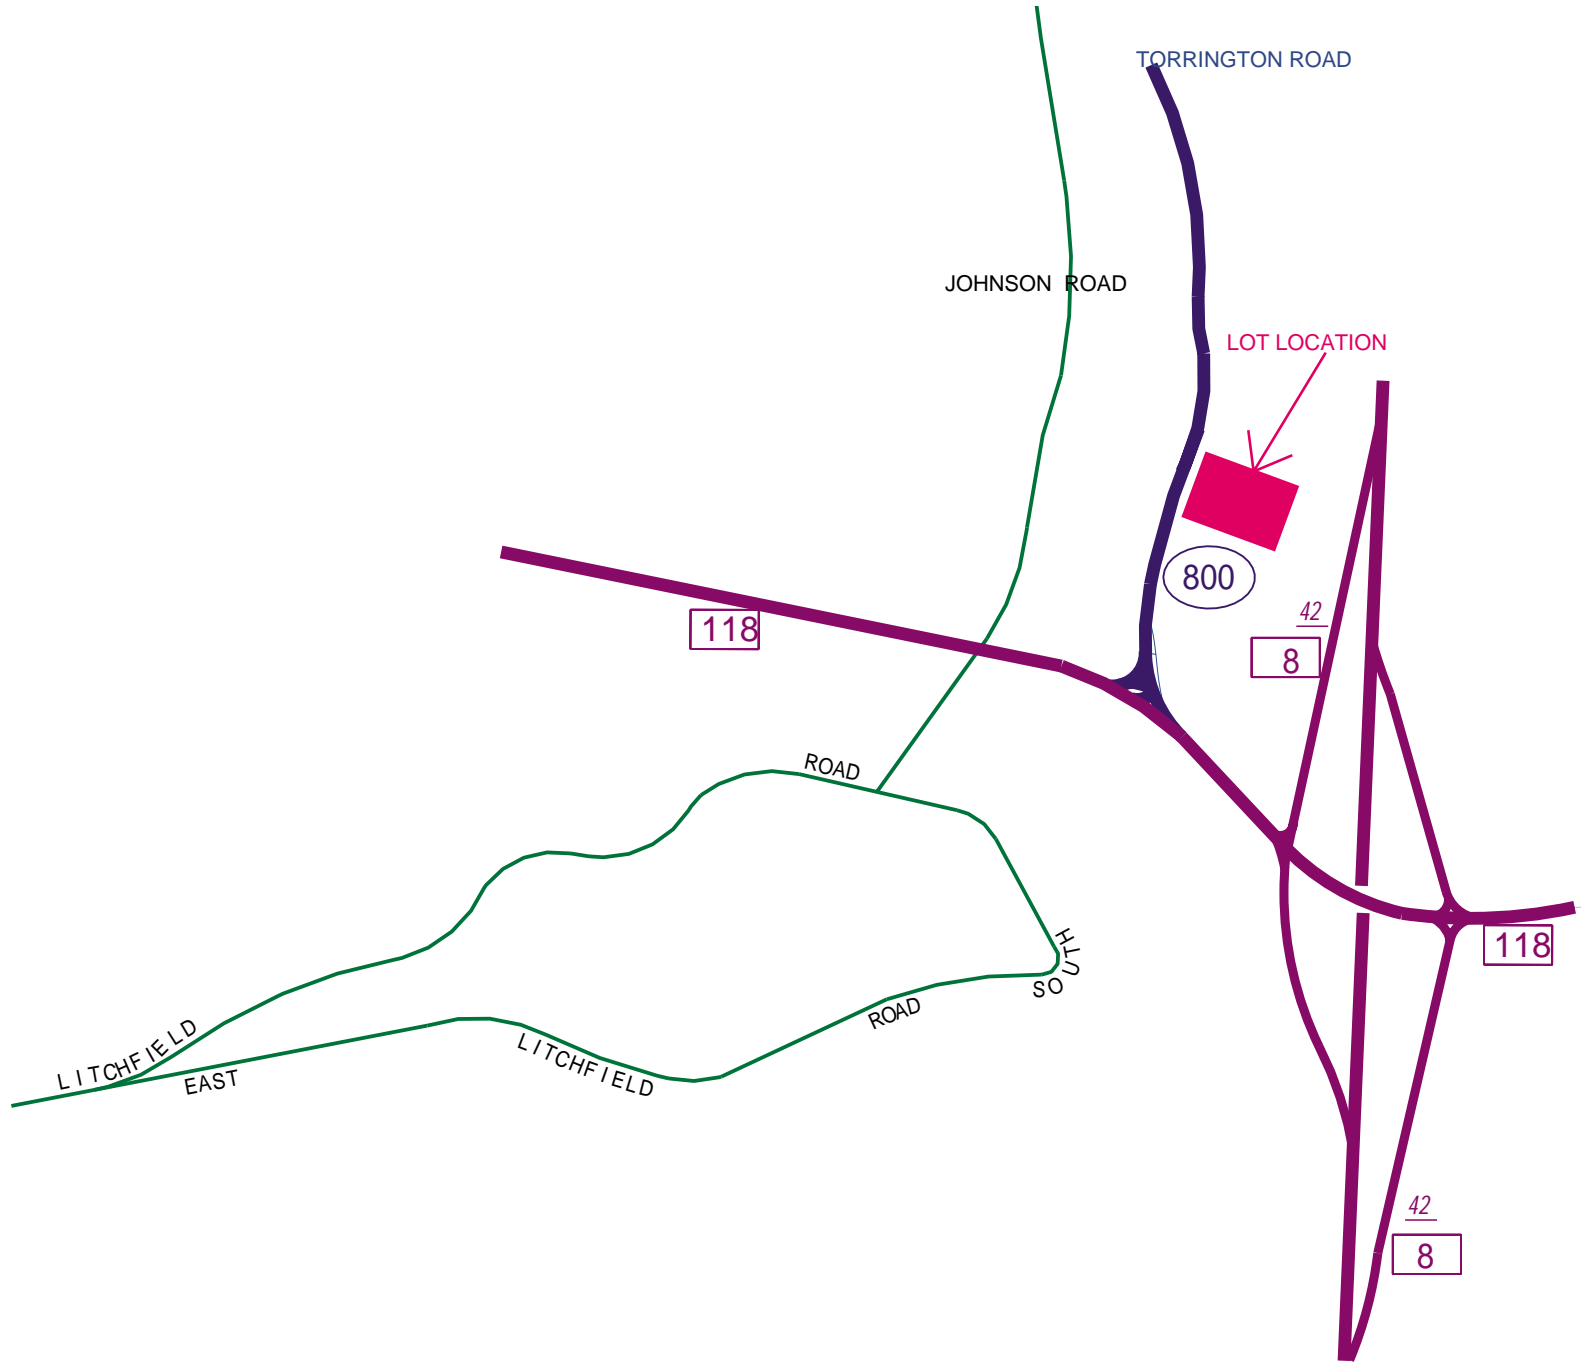 TORRINGTON ROAD
JOHNSON ROAD
LOT LOCATION
800
42
8
118
ROAD
118
SOUTH
ROAD
LITCHFIELD
EAST
LITCHFIELD
42
8